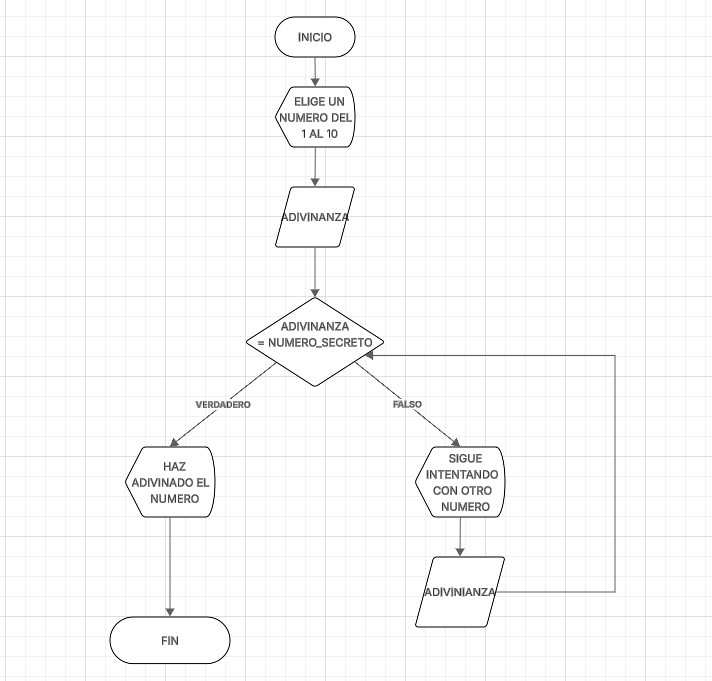 INICIO
ELIGE UN
NUMERO DEL
1 AL 10
ADIVINANZA
ADIVINANZA
= NUMERO_SECRETO
VERDADERO
FALSO
HAZ
ADIVINADO EL
NUMERO
SIGUE
INTENTANDO
CON OTRO
NUMERO
ADIVINIANZA
FIN